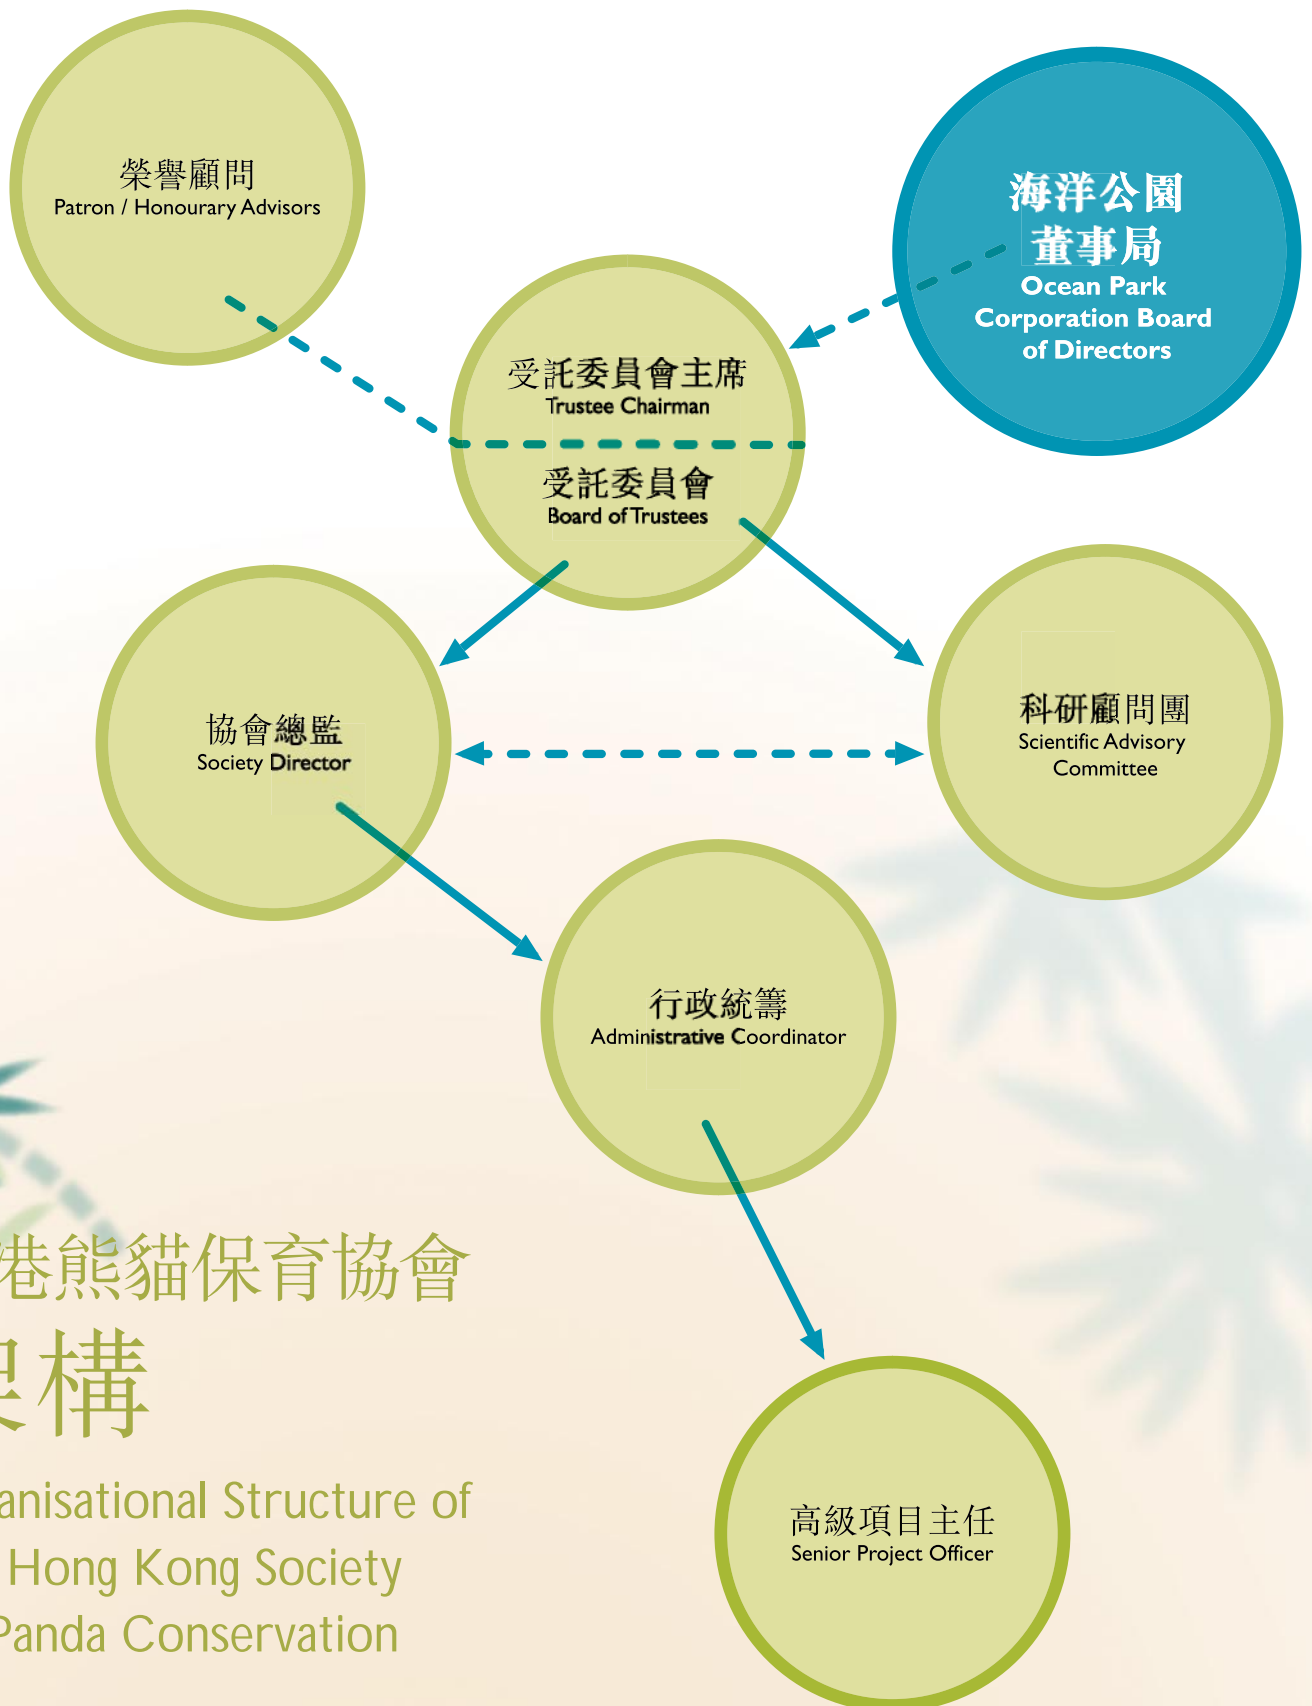 榮譽顧問
Patron / Honourary Advisors
海洋公園
董事局
Ocean Park
Corporation Board
of Directors
受託委員會主席
Trustee Chairman
受託委員會
Board of Trustees
協會總監
Society Director
科研顧問團
Scientific Advisory
Committee
行政統籌
Administrative Coordinator
港熊貓保育協會
構
anisational Structure of
Hong Kong Society
Panda Conservation
高級項目主任
Senior Project Officer